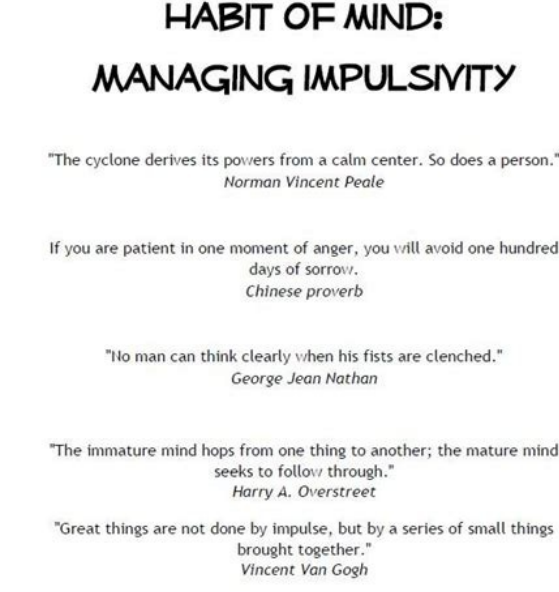 HABIT OF MIND:
MANAGING IMPULSIVITY
"The cyclone derives its powers from a calm center. So does a person."
Norman Vincent Peale
If you are patient in one moment of anger, you will avoid one hundred
days of sorrow.
Chinese proverb
"No man can think clearly when his fists are clenched."
George Jean Nathan
"The immature mind hops from one thing to another; the mature mind
seeks to follow through."
Harry A. Overstreet
"Great things are not done by impulse, but by a series of small things
brought together."
Vincent Van Gogh